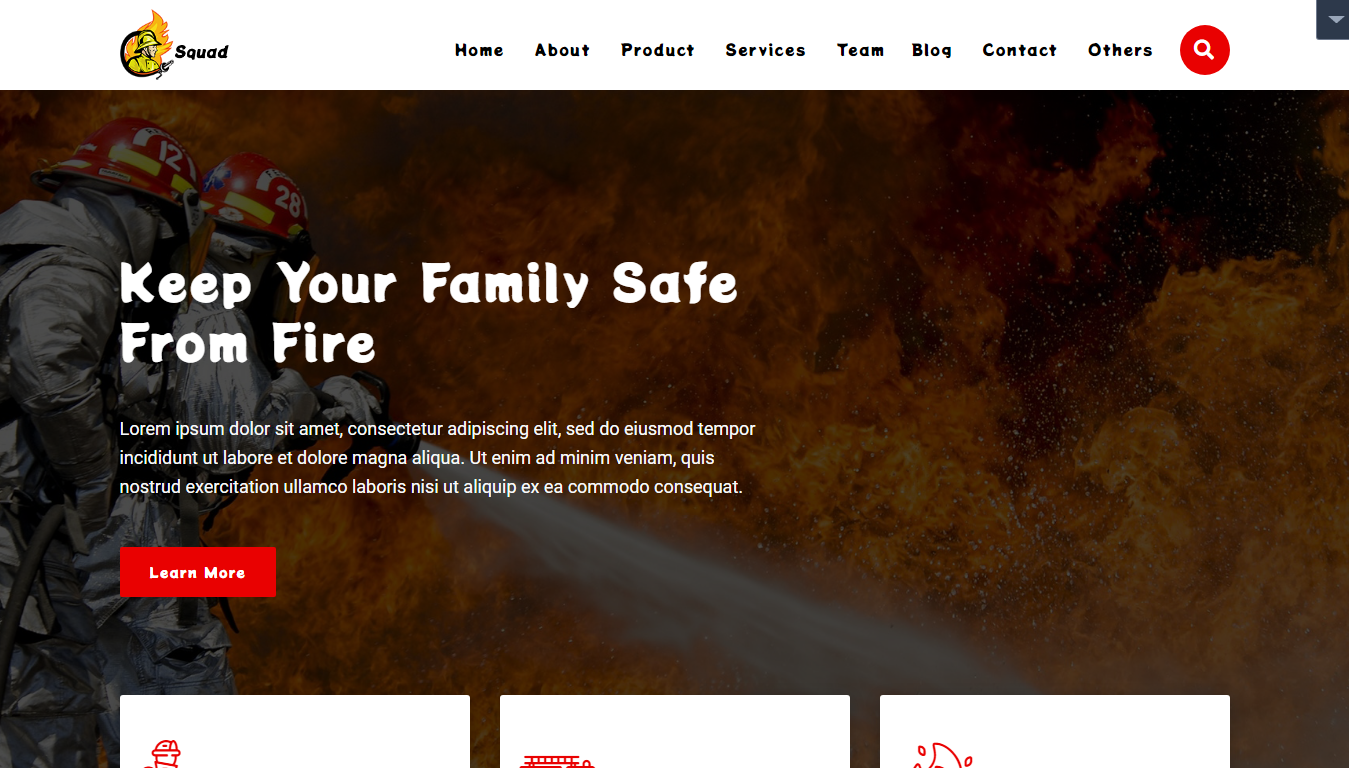 Squad
Home About Product Services Team Blog Contact Others
12
28
Keep Your Family Safe
From Fire
Lorem ipsum dolor sit amet, consectetur adipiscing elit, sed do eiusmod tempor
incididunt ut labore et dolore magna aliqua. Ut enim ad minim veniam, quis
nostrud exercitation ullamco laboris nisi ut aliquip ex ea commodo consequat.
Learn More